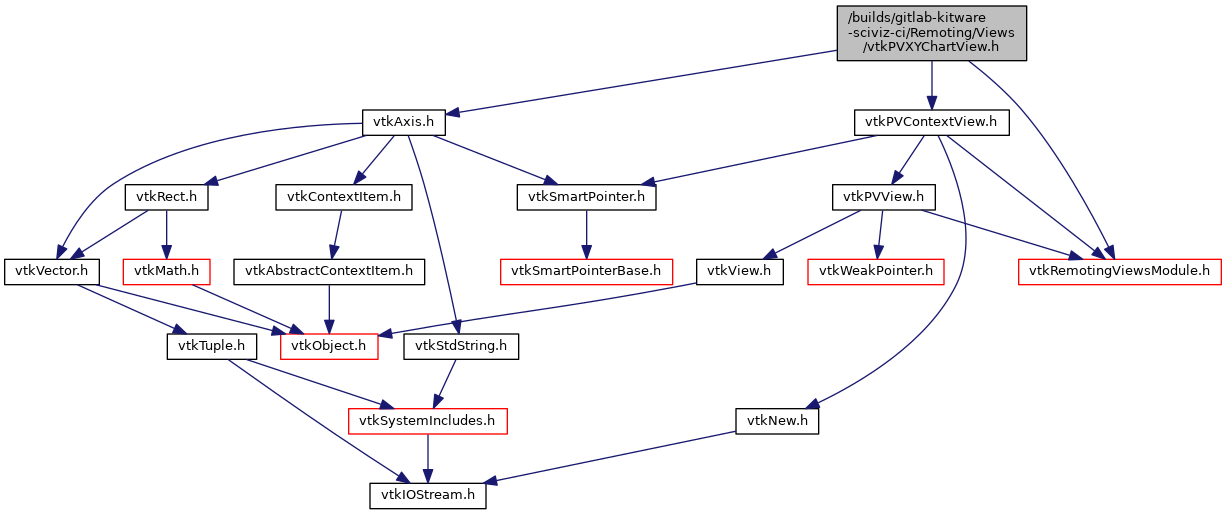 /builds/gitlab-kitware
-sciviz-ci/Remoting/Views
/vtkPVXYChartView.h
vtkAxis.h
vtkPVContextView.h
vtkRect.h
vtkContextItem.h
vtkSmartPointer.h
vtkPVView.h
vtkVector.h
vtkMath.h
vtkAbstractContextItem.h
vtkSmartPointerBase.h
vtkView.h
vtkWeakPointer.h
vtkRemotingViewsModule.h
vtkTuple.h
vtkObject.h
vtkStdString.h
vtkSystemIncludes.h
vtkNew.h
vtkIOStream.h